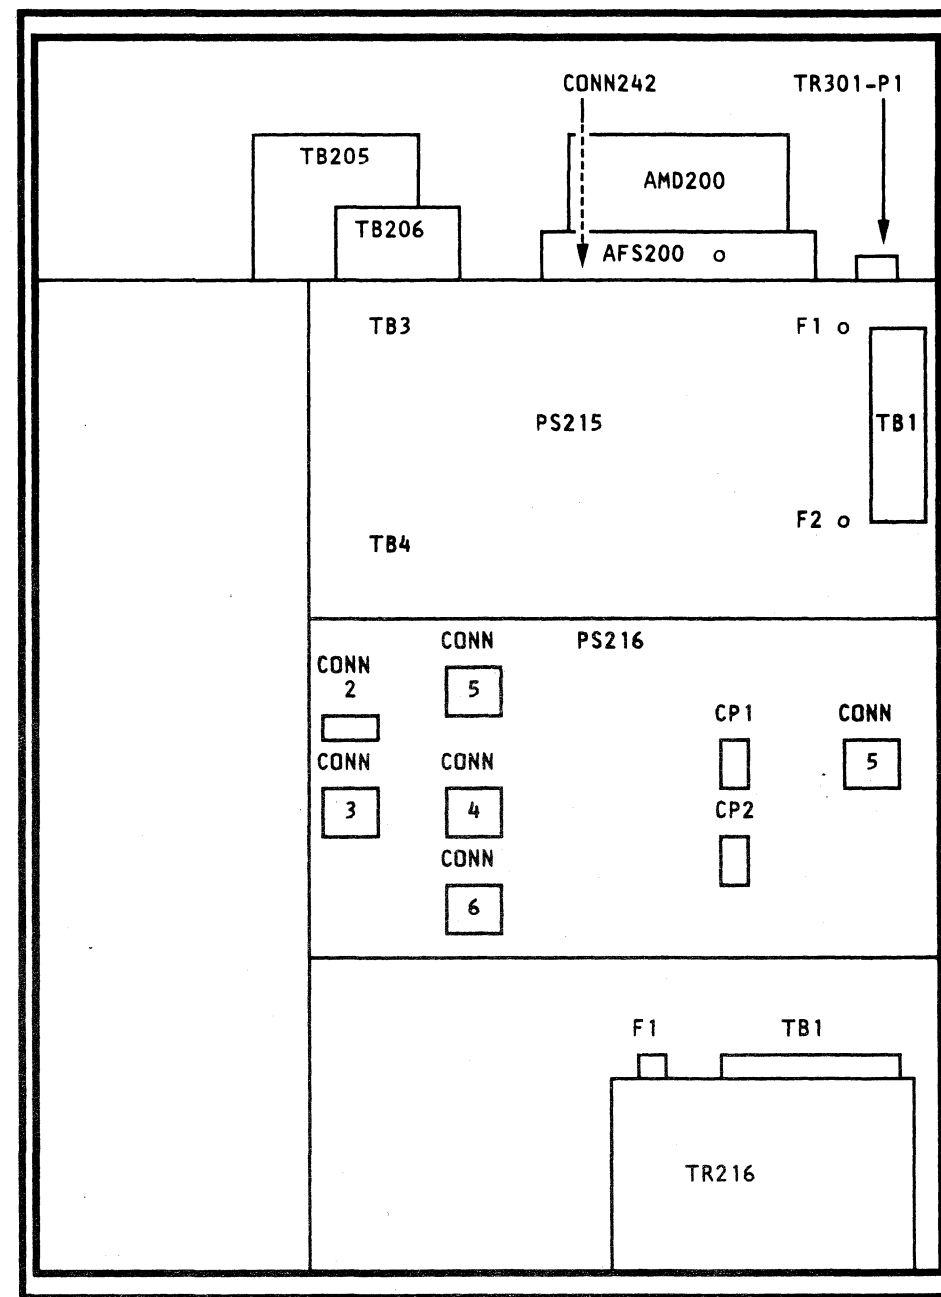 CONN242
TR301-P1
TB205
AMD200
TB206
AFS200
TB3
F1
PS215
TB1
F2
TB4
CONN
PS216
CONN
2
5
CP1
CONN
CONN
CONN
5
3
4
CP2
CONN
6
F1
TB1
TR216